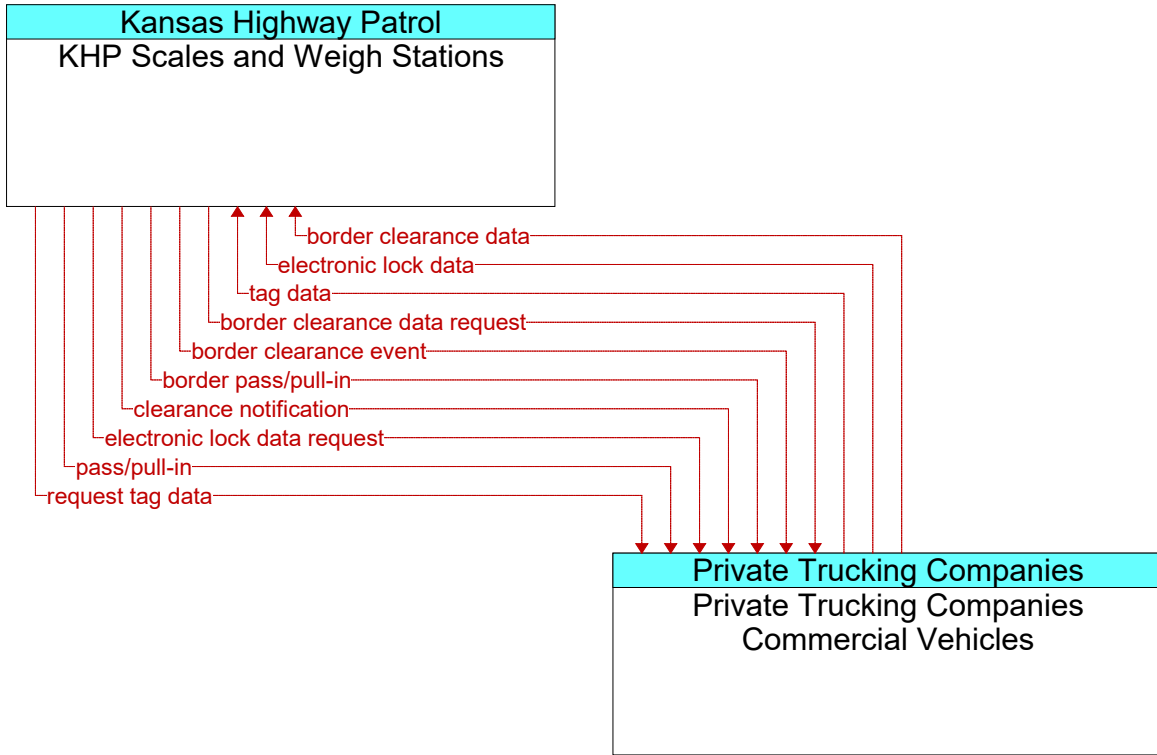 Kansas Highway Patrol
KHP Scales and Weigh Stations
border clearance data
electronic lock data
tag data
border clearance data request
border clearance event
border pass/pull-in
clearance notification
electronic lock data request
pass/pull-in
request tag data
Private Trucking Companies
Private Trucking Companies
Commercial Vehicles